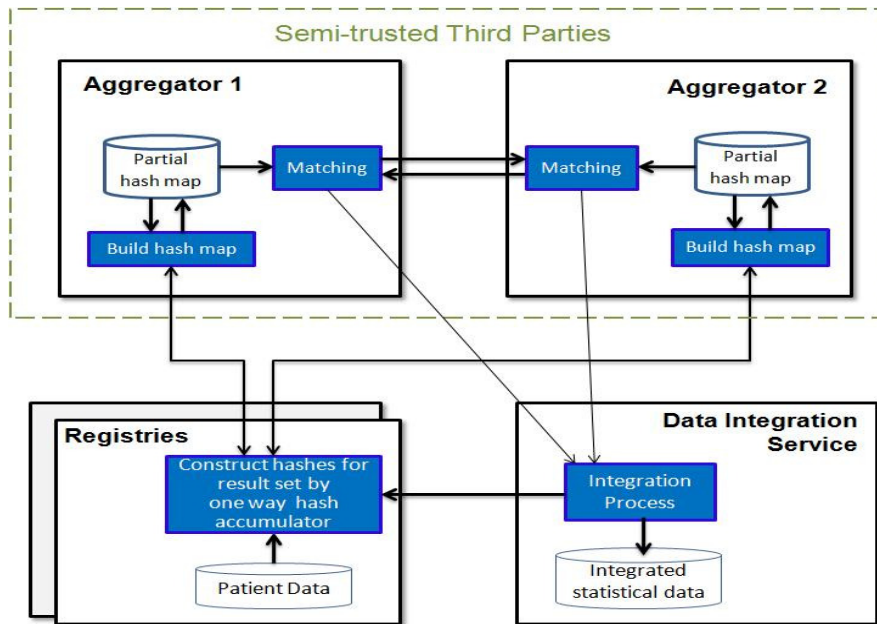 Semi-trusted Third Parties
Aggregator 1
Partial
hash map
Matching
Build hash map
Aggregator 2
Matching
Partial
hash map
Build hash map
Registries
Construct hashes for
result set by
one way hash
accumulator
Patient Data
Data Integration
Service
Integration
Process
Integrated
statistical data